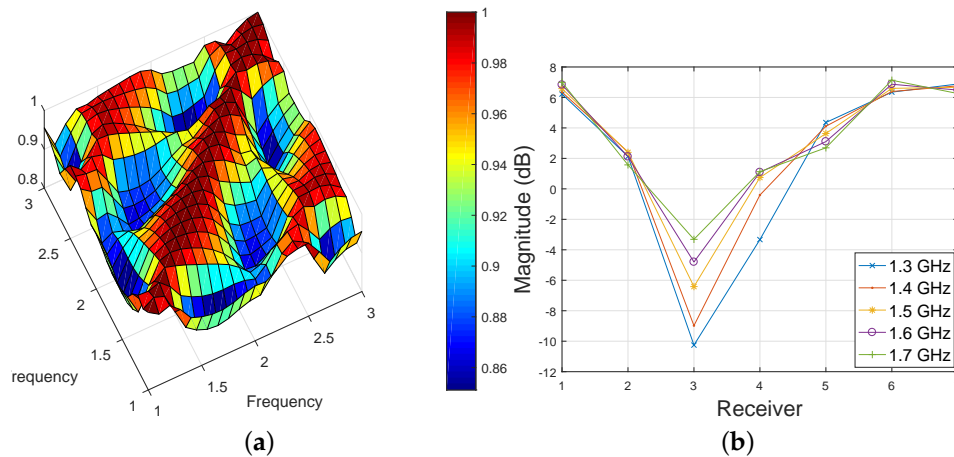 1
0.9
0.8
3
2.5
2
1.5
1
requency
1
1.5
2
2.5
3
Frequency
1
0.98
0.96
0.94
0.92
0.9
0.88
0.86
(a)
8
6
4
2
0
-2
-4
-6
-8
-10
-12
Magnitude (dB)
1 2 3 4 5 6
Receiver
1.3 GHz
1.4 GHz
1.5 GHz
1.6 GHz
1.7 GHz
(b)